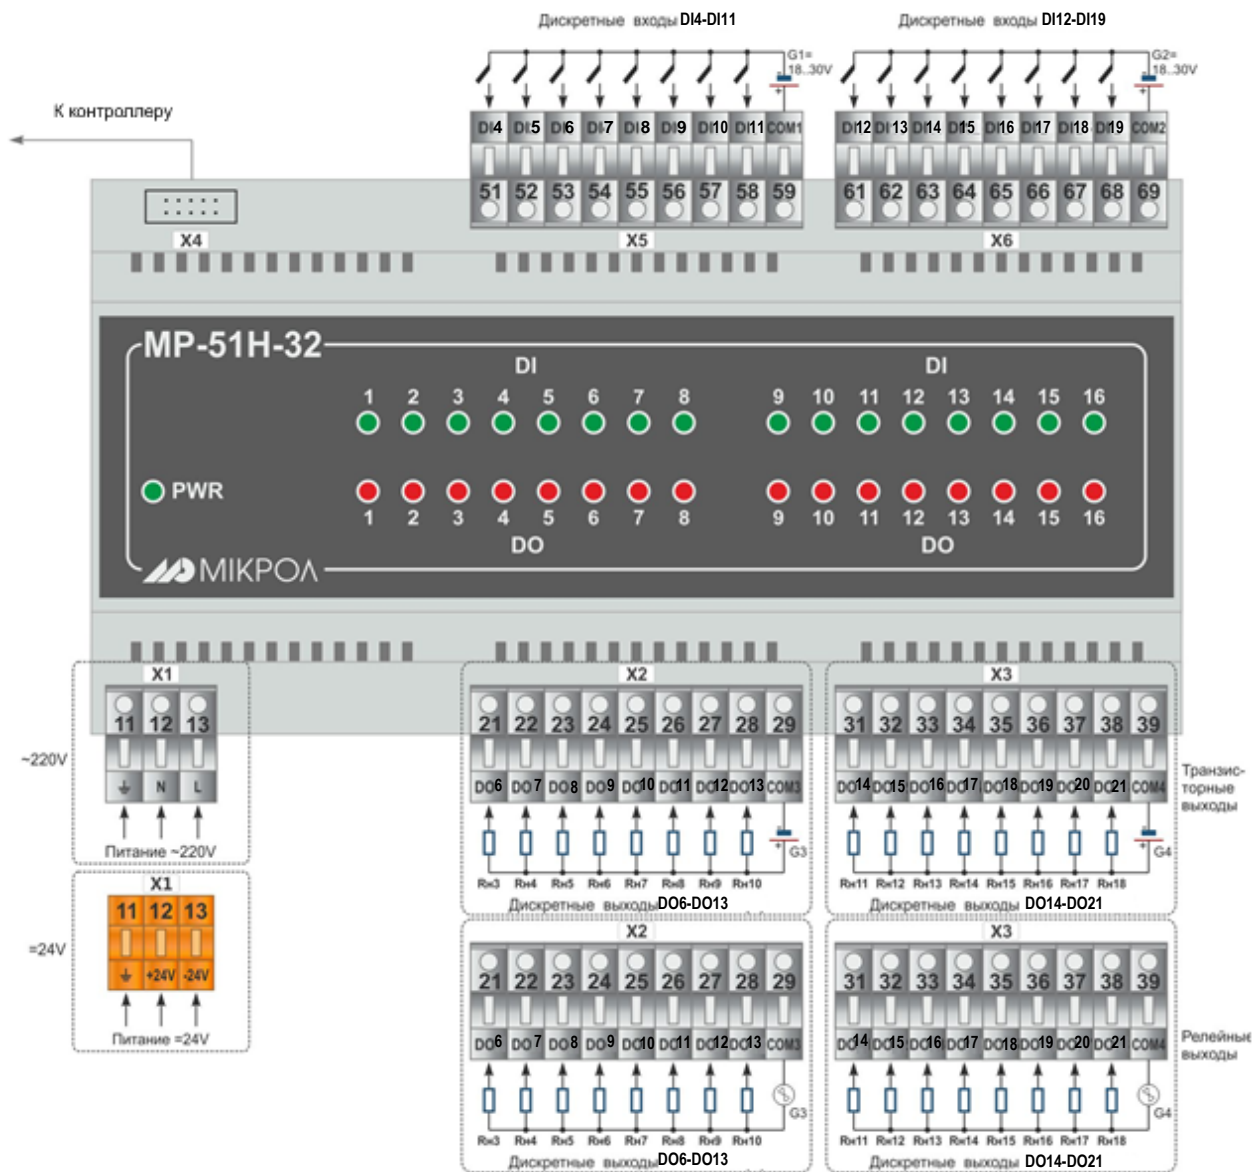 Дискретные входы DI4-DI11
Дискретные входы DI12-DI19
G1=
18..30V
G2=
18..30V
К контроллеру
DI4 DI5 DI6 DI7 DI8 DI9 DI10 DI11 COM1
DI12 DI13 DI14 DI15 DI16 DI17 DI18 DI19 COM2
51 52 53 54 55 56 57 58 59
61 62 63 64 65 66 67 68 69
X4
X5
X6
МР-51Н-32
DI
DI
1 2 3 4 5 6 7 8
9 10 11 12 13 14 15 16
PWR
1 2 3 4 5 6 7 8
9 10 11 12 13 14 15 16
DO
DO
МІКРОЛ
X1
X2
X3
11 12 13
21 22 23 24 25 26 27 28 29
31 32 33 34 35 36 37 38 39
~220V
N L
DO6 DO7 DO8 DO9 DO10 DO11 DO12 DO13 COM3
DO14 DO15 DO16 DO17 DO18 DO19 DO20 DO21 COM4
Транзис-
торные
выходы
Питание ~220V
G3
G4
Rн3 Rн4 Rн5 Rн6 Rн7 Rн8 Rн9 Rн10
Rн11 Rн12 Rн13 Rн14 Rн15 Rн16 Rн17 Rн18
Дискретные выходы DO6-DO13
Дискретные выходы DO14-DO21
X1
X2
X3
11 12 13
=24V
+24V -24V
Питание =24V
21 22 23 24 25 26 27 28 29
31 32 33 34 35 36 37 38 39
DO6 DO7 DO8 DO9 DO10 DO11 DO12 DO13 COM3
DO14 DO15 DO16 DO17 DO18 DO19 DO20 DO21 COM4
Релейные
выходы
G3
G4
Rн3 Rн4 Rн5 Rн6 Rн7 Rн8 Rн9 Rн10
Rн11 Rн12 Rн13 Rн14 Rн15 Rн16 Rн17 Rн18
Дискретные выходы DO6-DO13
Дискретные выходы DO14-DO21